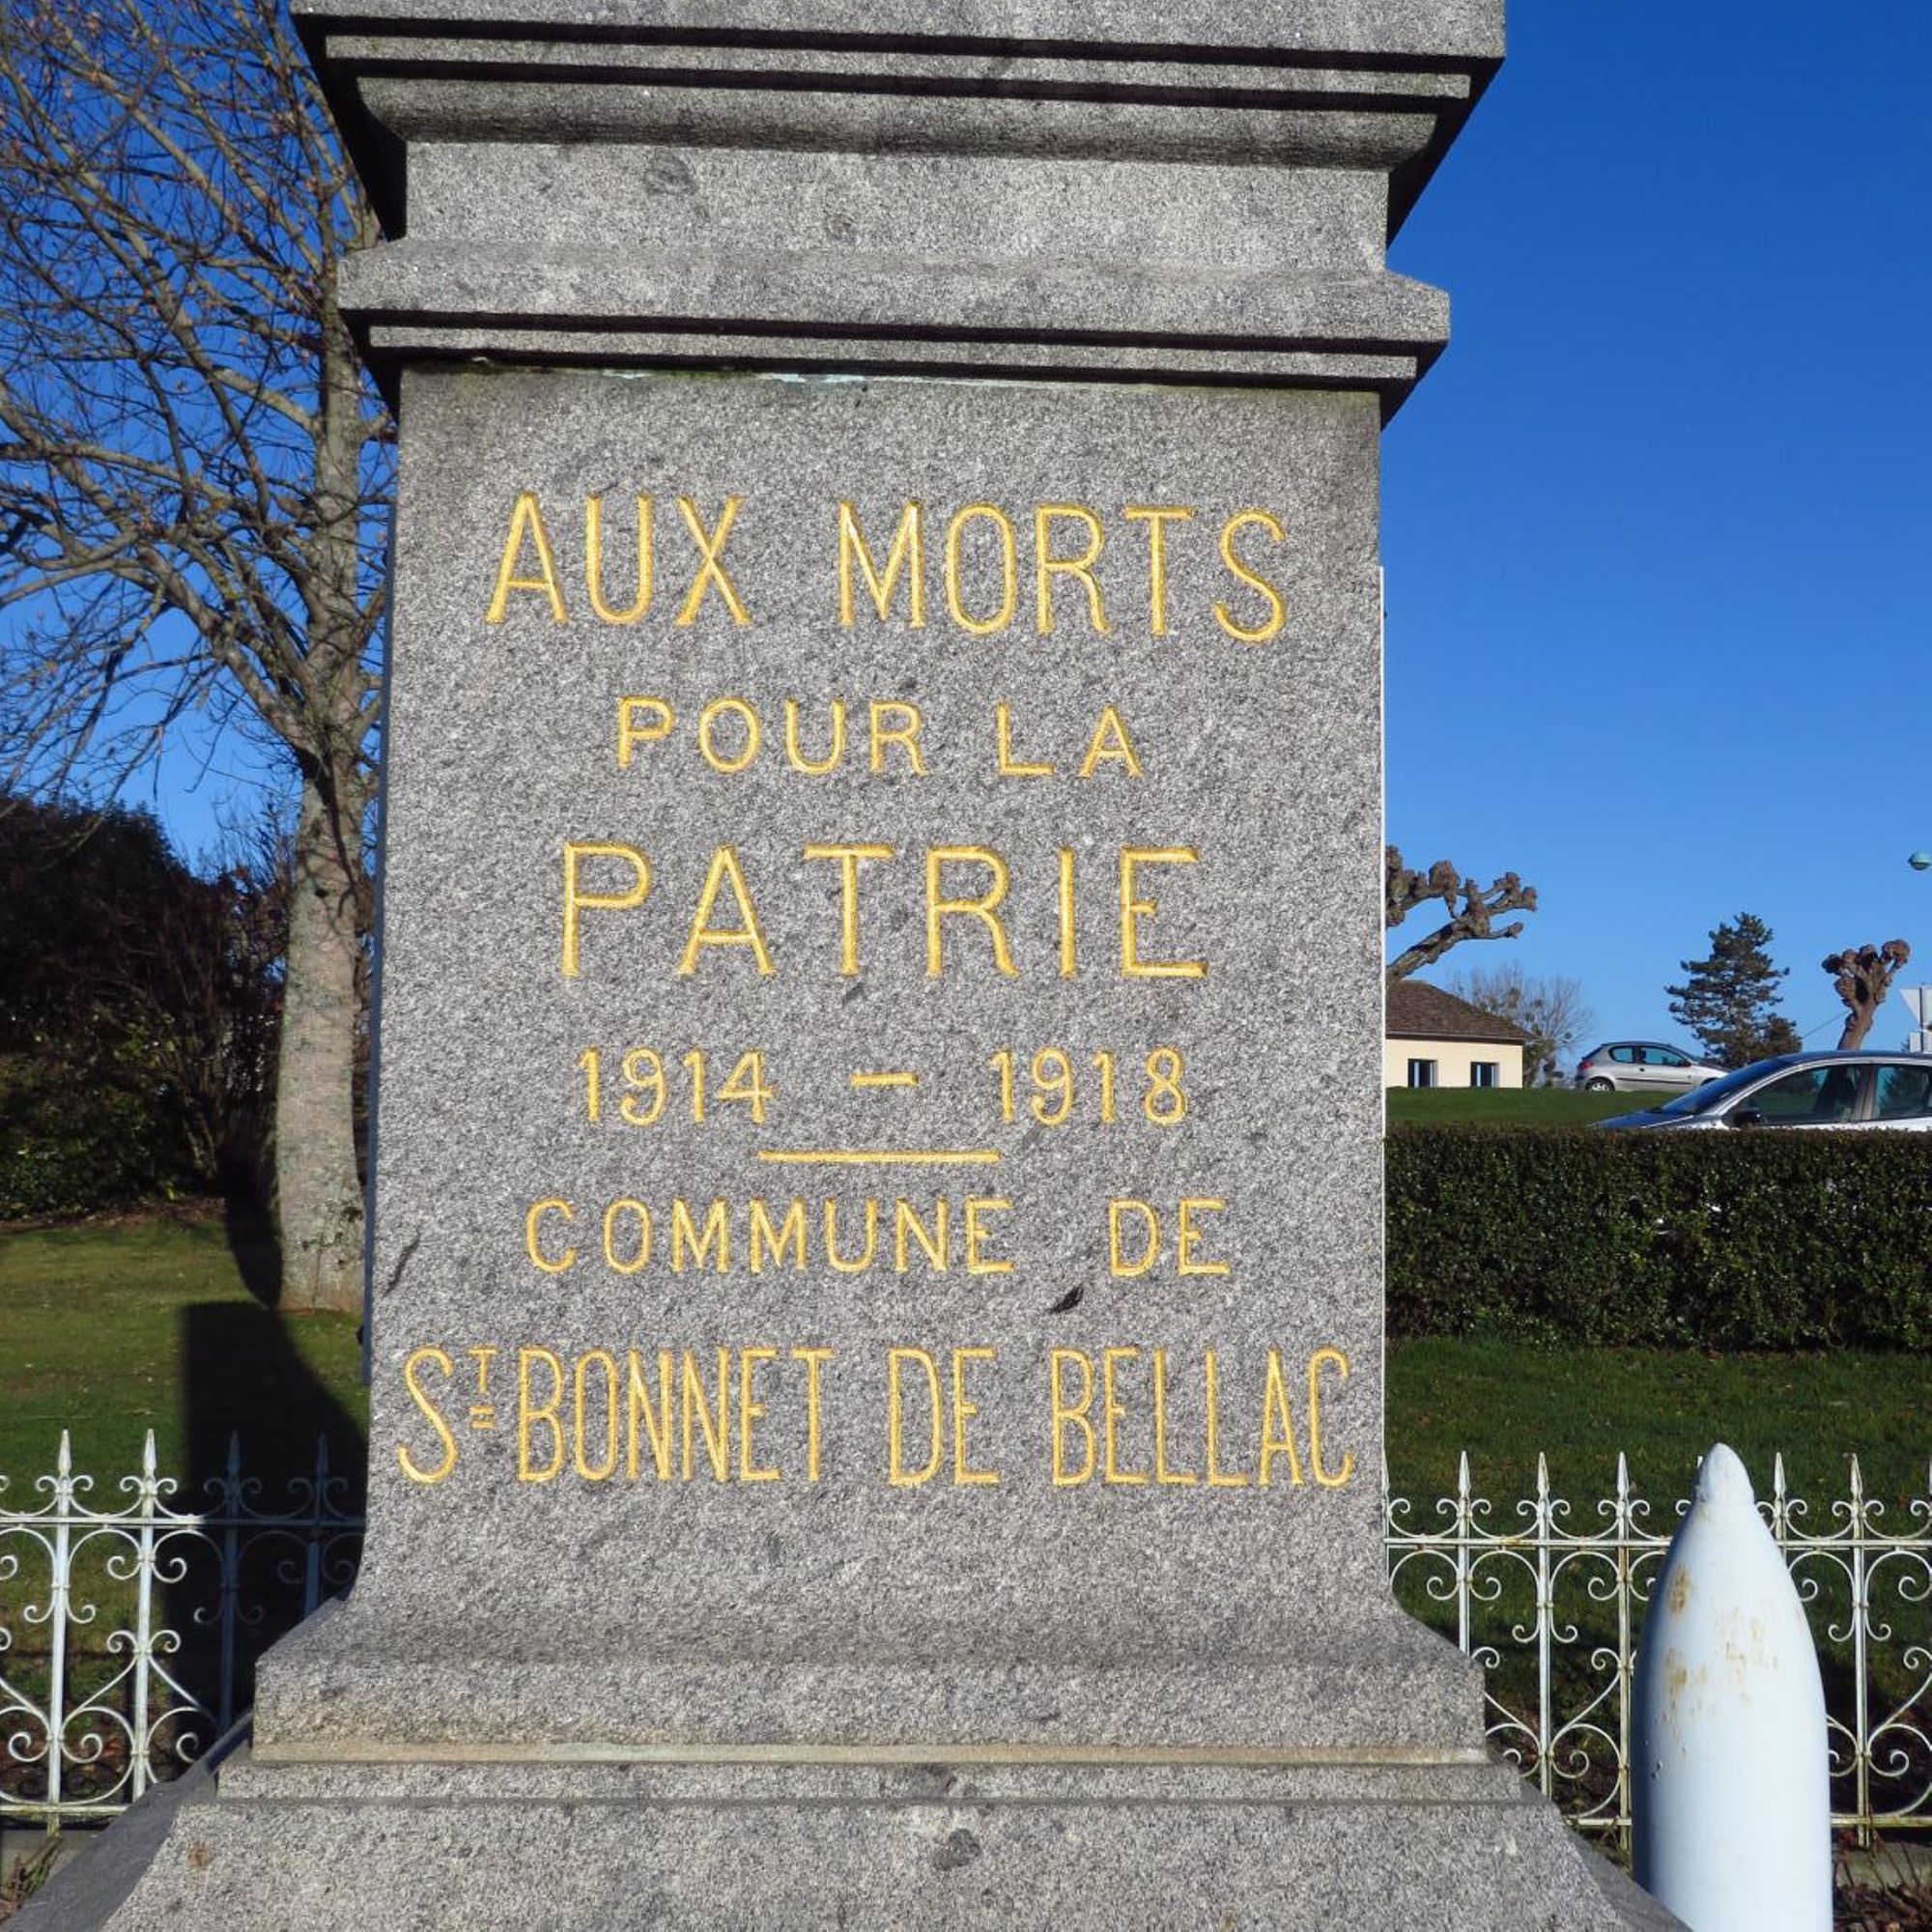 AUX MORTS
POUR LA
PATRIE
1914 – 1918
COMMUNE DE
ST BONNET DE BELLAC